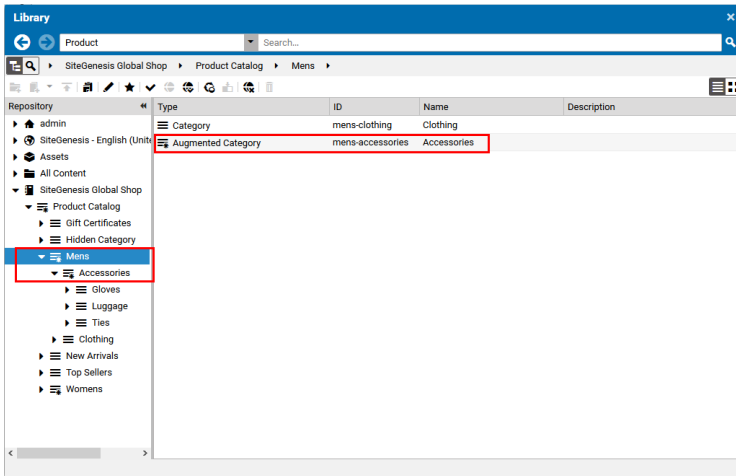 Library
Product
Search...
SiteGenesis Global Shop
Product Catalog
Mens
Repository
Type
ID
Name
Description
admin
SiteGenesis - English (Unite
Assets
All Content
SiteGenesis Global Shop
Product Catalog
Gift Certificates
Hidden Category
Mens
Accessories
Gloves
Luggage
Ties
Clothing
New Arrivals
Top Sellers
Womens
Category
mens-clothing
Clothing
Augmented Category
mens-accessories
Accessories